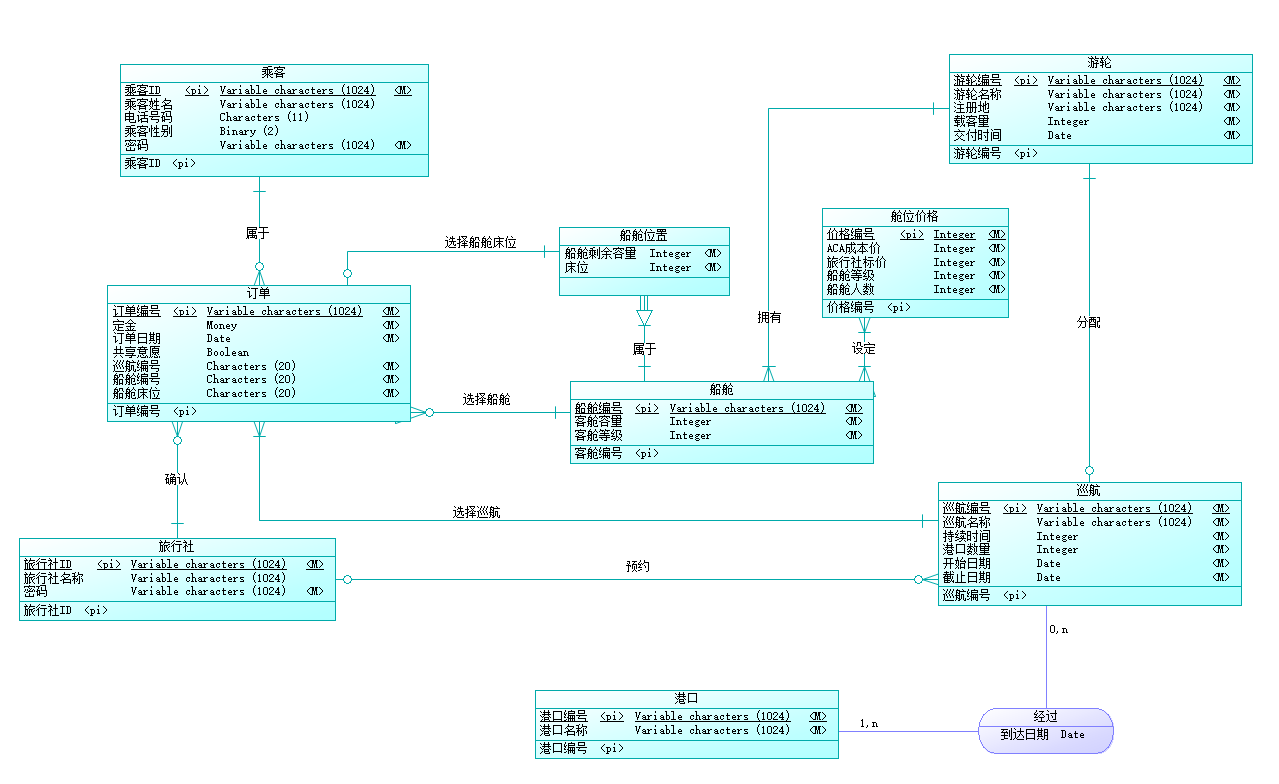 乘客
乘客ID <pi> Variable characters (1024) <M>
乘客姓名 Variable characters (1024)
电话号码 Characters (11)
乘客性别 Binary (2)
密码 Variable characters (1024) <M>
乘客ID <pi>
游轮
游轮编号 <pi> Variable characters (1024) <M>
游轮名称 Variable characters (1024) <M>
注册地 Variable characters (1024) <M>
载客量 Integer <M>
交付时间 Date <M>
游轮编号 <pi>
属于
选择船舱床位
船舱位置
船舱剩余容量 Integer <M>
床位 Integer <M>
舱位价格
价格编号 <pi> Integer <M>
ACA成本价 Integer <M>
旅行社标价 Integer <M>
船舱等级 Integer <M>
船舱人数 Integer <M>
价格编号 <pi>
订单
订单编号 <pi> Variable characters (1024) <M>
定金 Money <M>
订单日期 Date <M>
共享意愿 Boolean
巡航编号 Characters (20) <M>
船舱编号 Characters (20) <M>
船舱床位 Characters (20) <M>
订单编号 <pi>
拥有
分配
属于
设定
选择船舱
船舱
船舱编号 <pi> Variable characters (1024) <M>
客舱容量 Integer <M>
客舱等级 Integer <M>
客舱编号 <pi>
确认
选择巡航
巡航
巡航编号 <pi> Variable characters (1024) <M>
巡航名称 Variable characters (1024) <M>
持续时间 Integer <M>
港口数量 Integer <M>
开始日期 Date <M>
截止日期 Date <M>
巡航编号 <pi>
旅行社
旅行社ID <pi> Variable characters (1024) <M>
旅行社名称 Variable characters (1024)
密码 Variable characters (1024) <M>
旅行社ID <pi>
预约
0,n
港口
港口编号 <pi> Variable characters (1024) <M>
港口名称 Variable characters (1024) <M>
港口编号 <pi>
1,n
经过
到达日期 Date